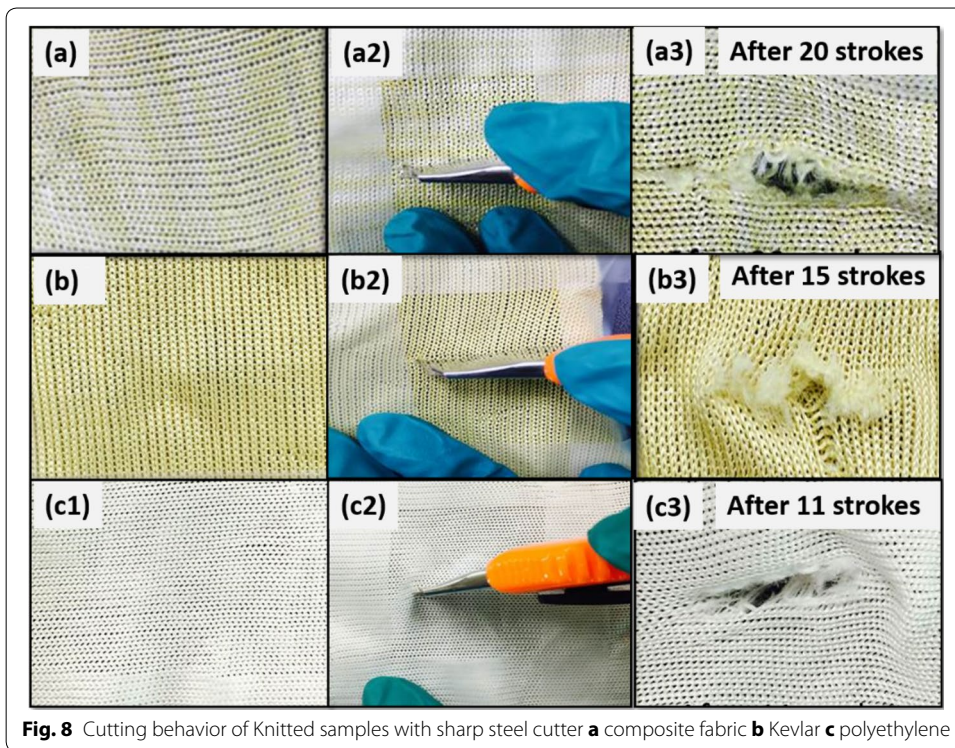 (a)
(a2)
(a3) After 20 strokes
(b)
(b2)
(b3) After 15 strokes
(c1)
(c2)
(c3) After 11 strokes
Fig. 8 Cutting behavior of Knitted samples with sharp steel cutter a composite fabric b Kevlar c polyethylene